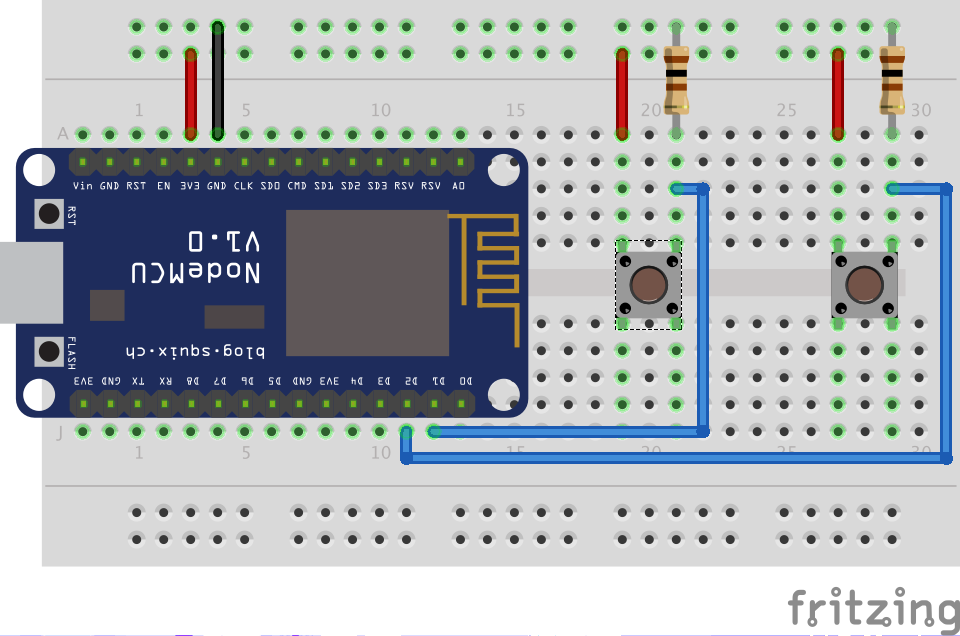 1 5 10 15 20 25 30
A
Vin GND RST EN 3V3 GND CLK SD0 CMD SD1 SD2 SD3 RSV RSV A0
RST
V1.0
NodeMCU
FLASH
blog.squix.ch
3V3 GND TX RX D8 D7 D6 D5 GND 3V3 D4 D3 D2 D1 D0
J
1 5 10 15 20 25 30
fritzing